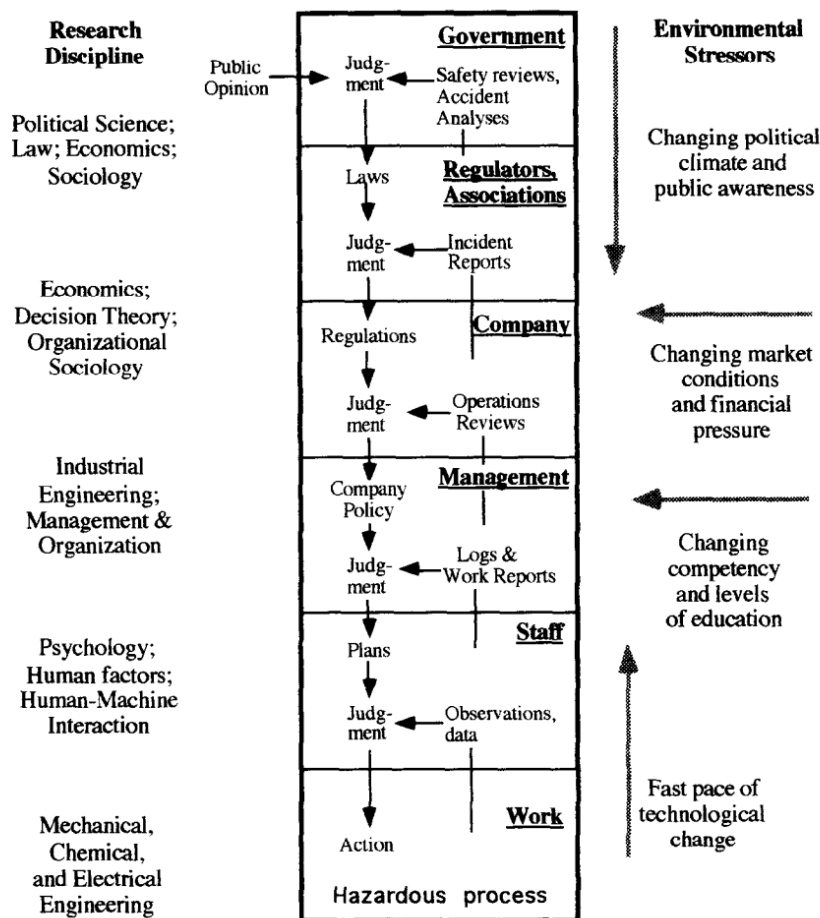 Research
Discipline
Political Science;
Law; Economics;
Sociology
Economics;
Decision Theory;
Organizational
Sociology
Industrial
Engineering;
Management &
Organization
Psychology;
Human factors;
Human-Machine
Interaction
Mechanical,
Chemical,
and Electrical
Engineering
Public
Opinion
Government
Judg-
ment
Safety reviews,
Accident
Analyses
Regulators,
Associations
Laws
Judg-
ment
Incident
Reports
Company
Regulations
Judg-
ment
Operations
Reviews
Management
Company
Policy
Judg-
ment
Logs &
Work Reports
Staff
Plans
Judg-
ment
Observations,
data
Work
Action
Hazardous process
Environmental
Stressors
Changing political
climate and
public awareness
Changing market
conditions
and financial
pressure
Changing
competency
and levels
of education
Fast pace of
technological
change